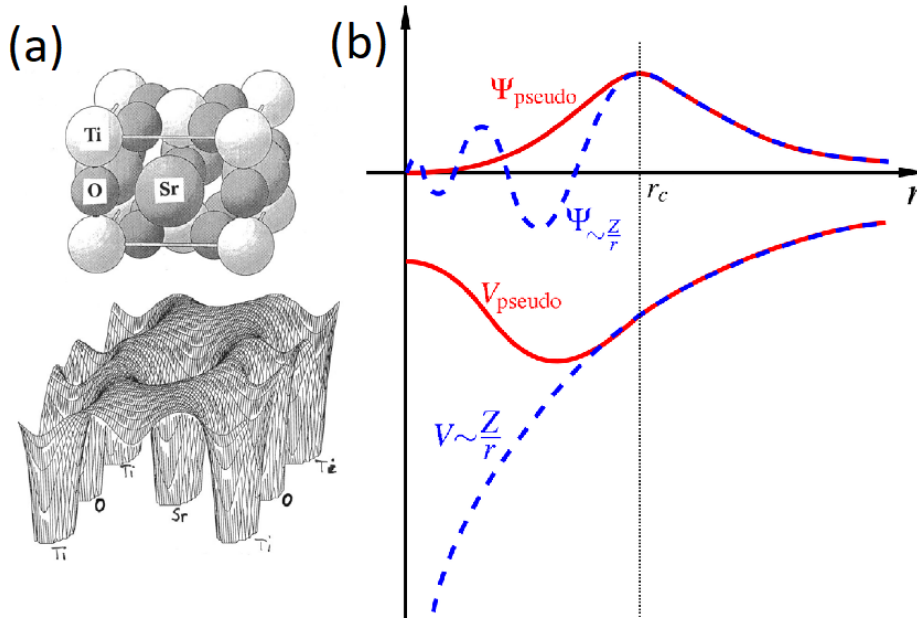 (a)
Ti
O
Sr
Ti
O
Ti
Sr
Ti
O
Ti
(b)
Ψpseudo
Ψ~Z/r
rc
r
Vpseudo
V~Z/r